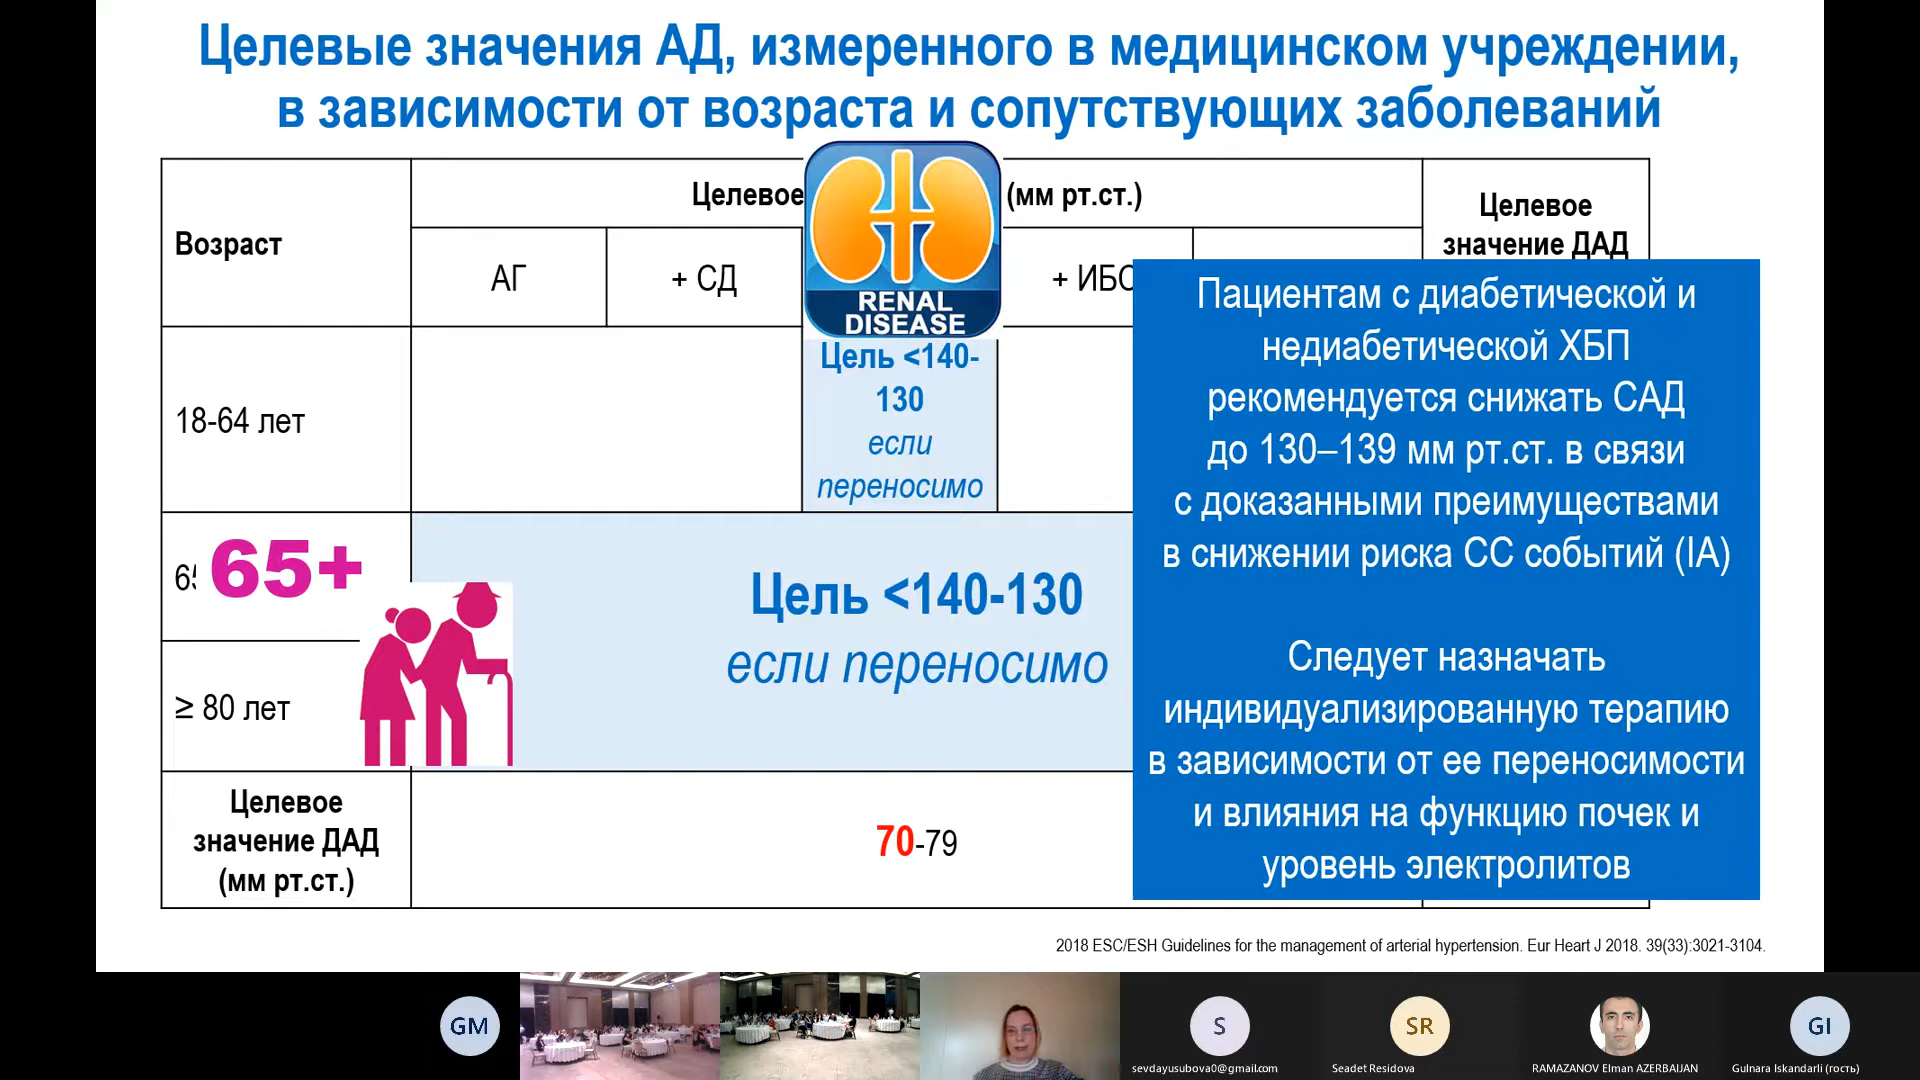 Целевые значения АД, измеренного в медицинском учреждении,
в зависимости от возраста и сопутствующих заболеваний
Возраст
Целевое
(мм рт.ст.)
Целевое
значение ДАД
АГ
+ СД
RENAL
DISEASE
+ ИБС
18-64 лет
Цель <140-
130
если
переносимо
65+
≥ 80 лет
Цель <140-130
если переносимо
Целевое
значение ДАД
(мм рт.ст.)
70-79
Пациентам с диабетической и
недиабетической ХБП
рекомендуется снижать САД
до 130–139 мм рт.ст. в связи
с доказанными преимуществами
в снижении риска СС событий (IA)
Следует назначать
индивидуализированную терапию
в зависимости от ее переносимости
и влияния на функцию почек и
уровень электролитов
2018 ESC/ESH Guidelines for the management of arterial hypertension. Eur Heart J 2018. 39(33):3021-3104.
GM
S
SR
GI
sevdayusubova0@gmail.com
Seadet Residova
RAMAZANOV Elman AZERBAIJAN
Gulnara Iskandarli (гость)